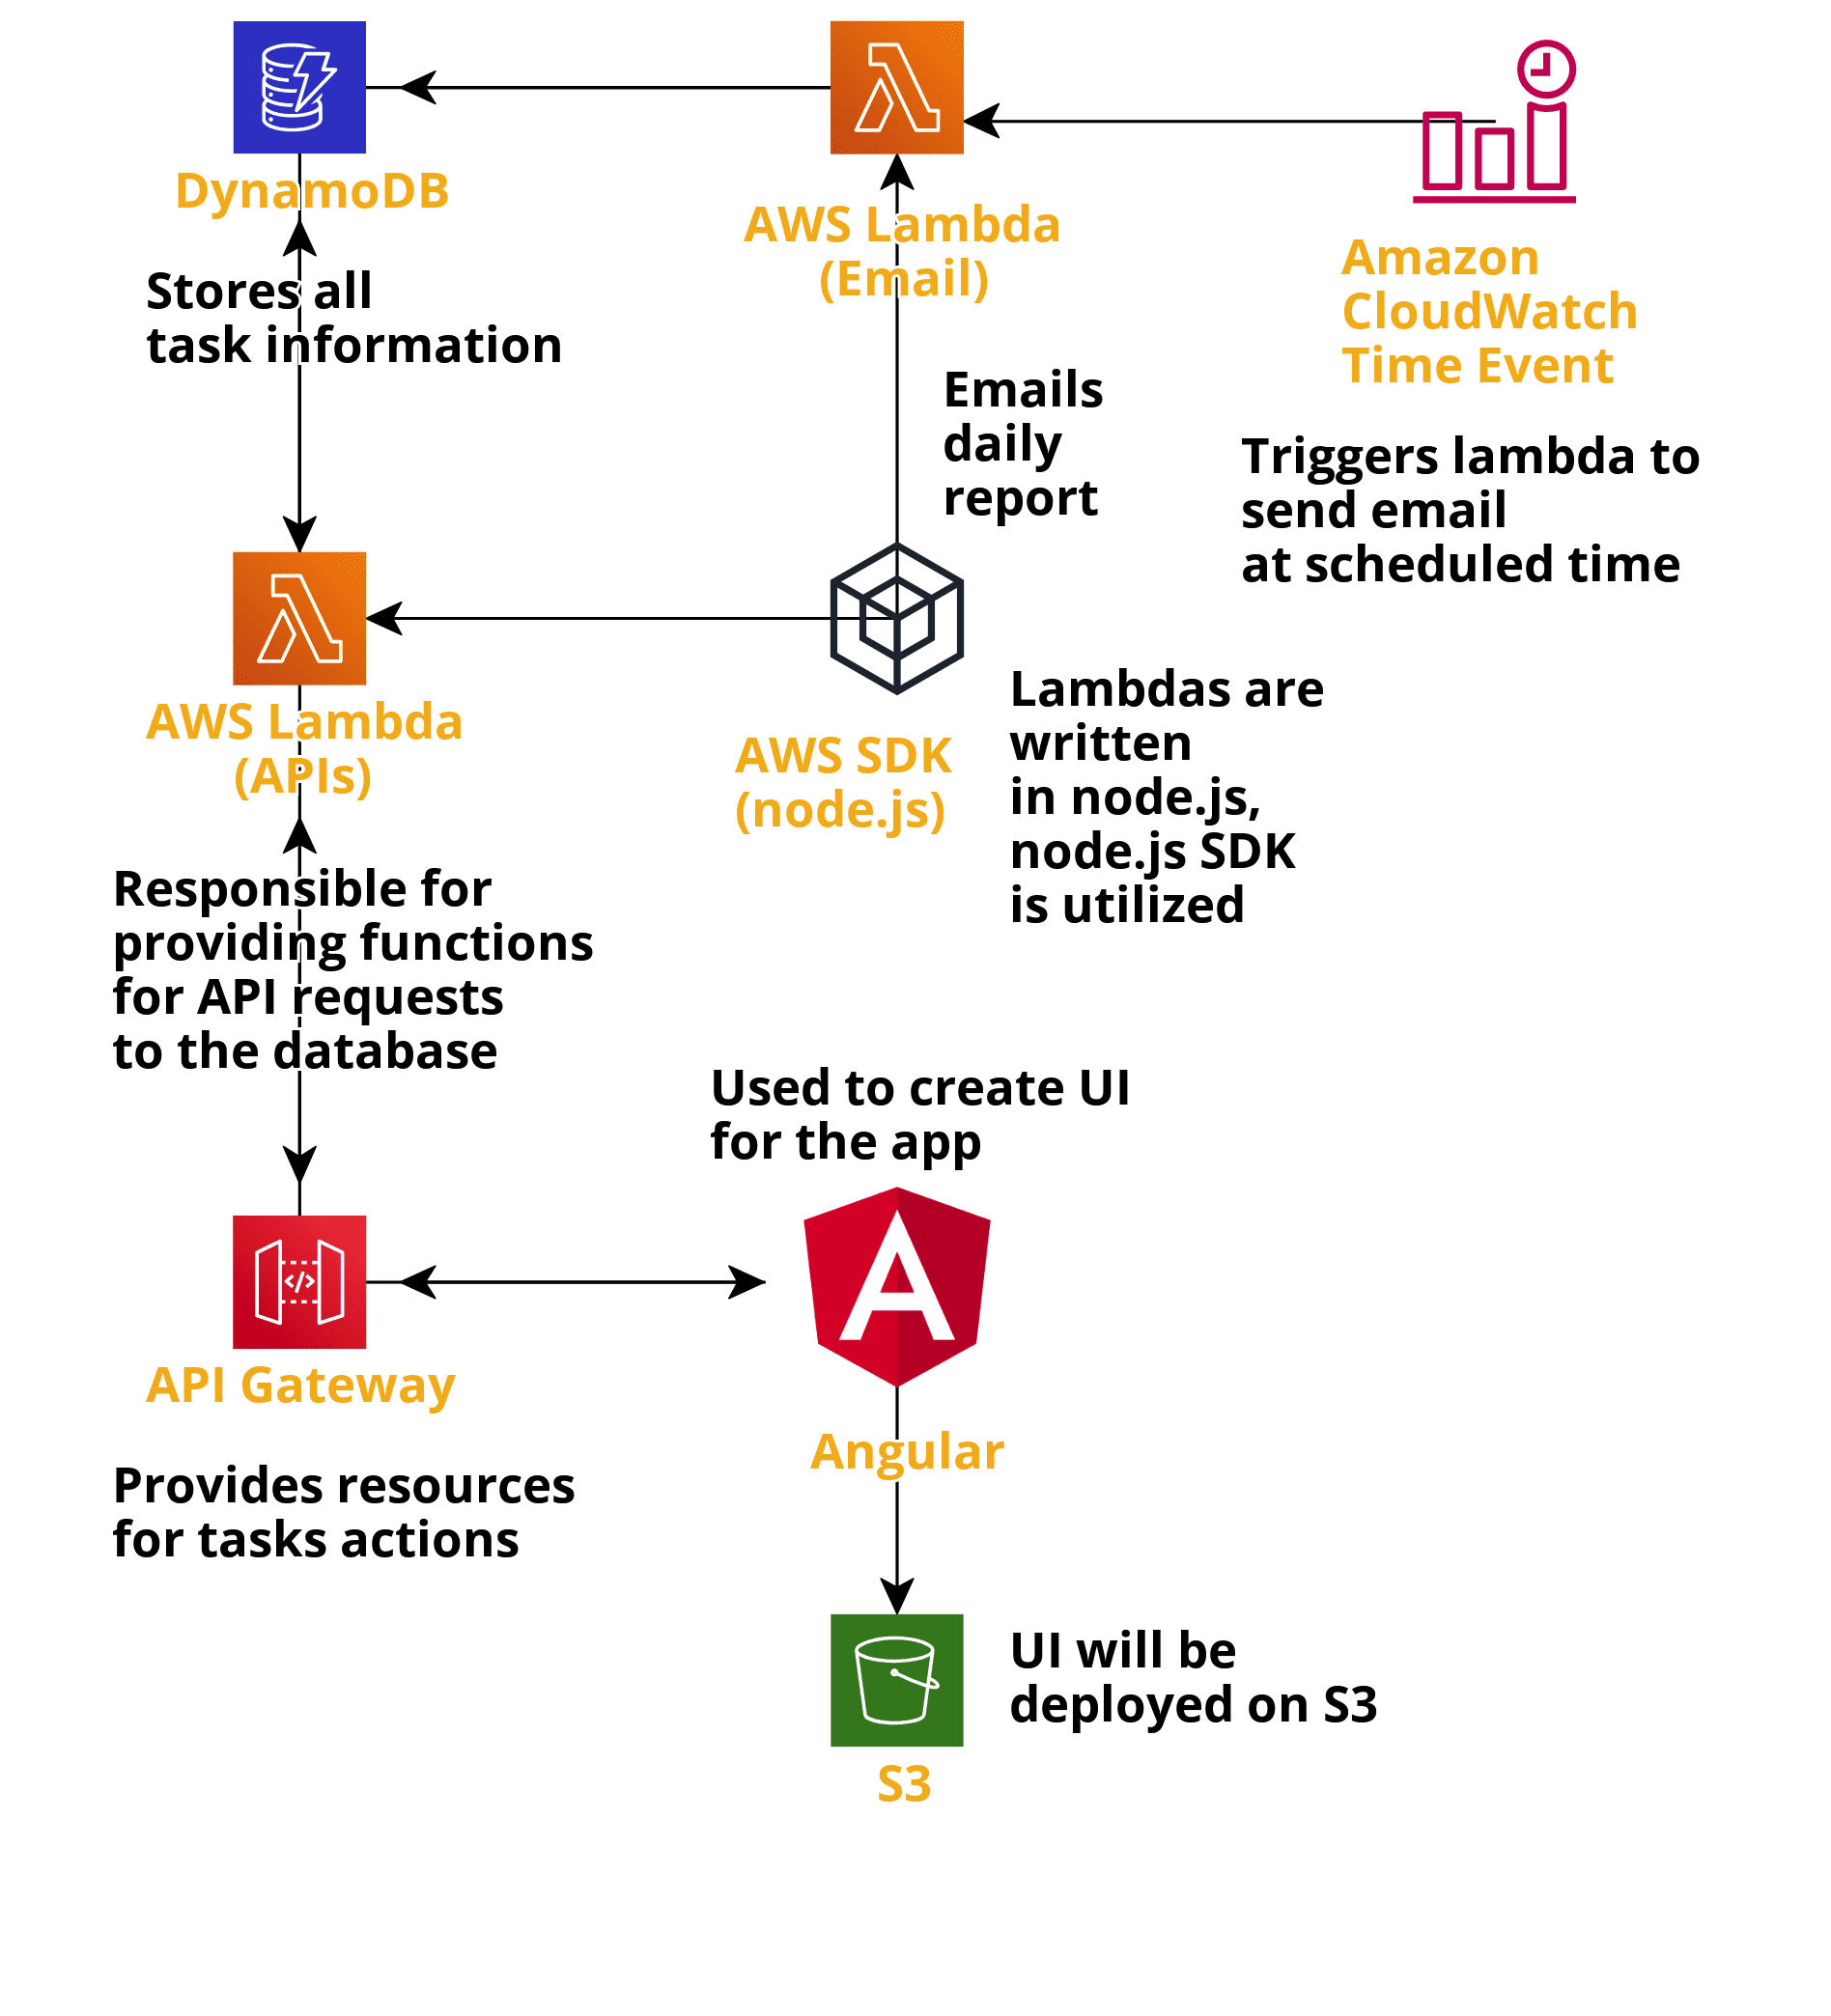 DynamoDB
Stores all
task information
AWS Lambda
(Email)
Amazon
CloudWatch
Time Event
Emails
daily
report
Triggers lambda to
send email
at scheduled time
AWS Lambda
(APIs)
AWS SDK
(node.js)
Lambdas are
written
in node.js,
node.js SDK
is utilized
Responsible for
providing functions
for API requests
to the database
Used to create UI
for the app
API Gateway
Provides resources
for tasks actions
Angular
UI will be
deployed on S3
S3